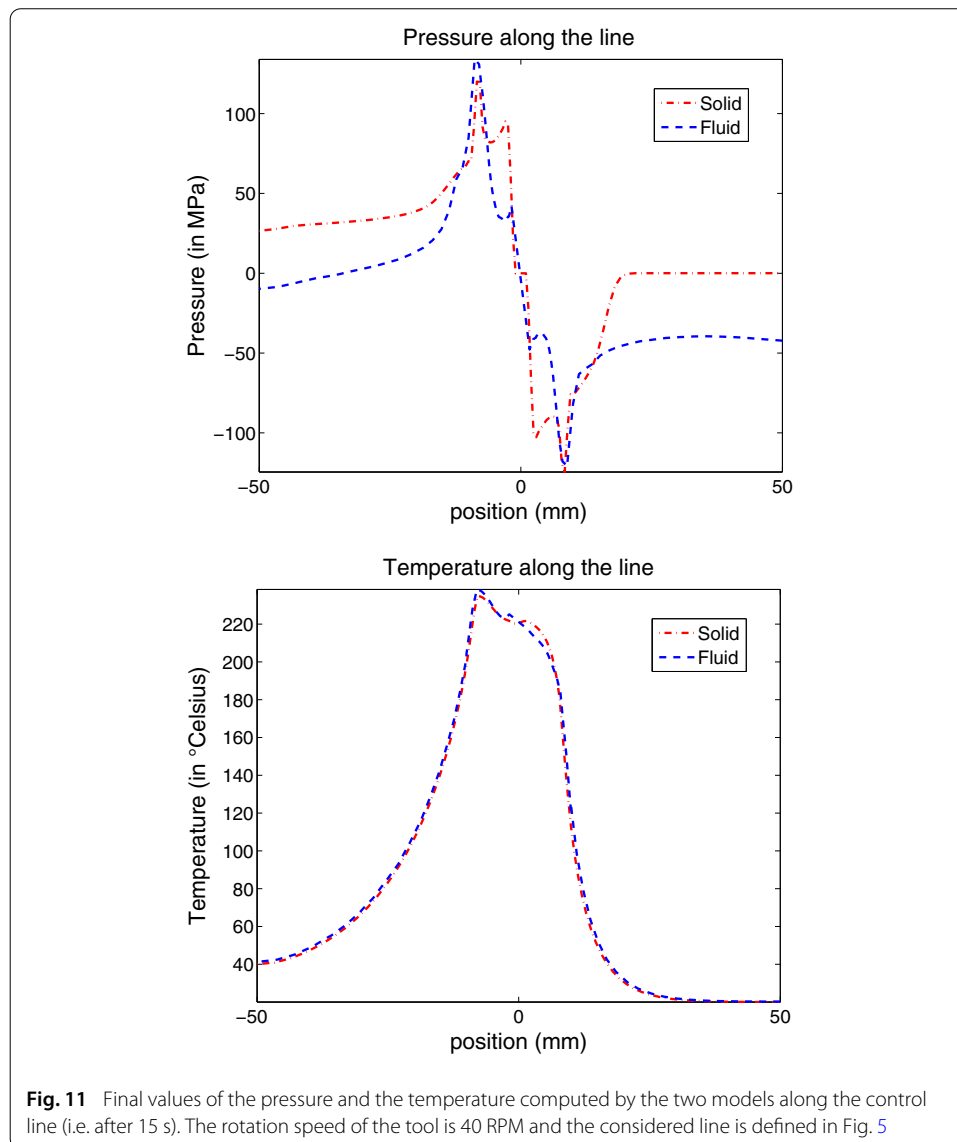 Pressure along the line
Pressure (in MPa)
100
50
0
−50
−100
Solid
Fluid
−50
0
50
position (mm)
Temperature along the line
Temperature (in °Celsius)
220
200
180
160
140
120
100
80
60
40
Solid
Fluid
−50
0
50
position (mm)
Fig. 11 Final values of the pressure and the temperature computed by the two models along the control
line (i.e. after 15 s). The rotation speed of the tool is 40 RPM and the considered line is defined in Fig. 5